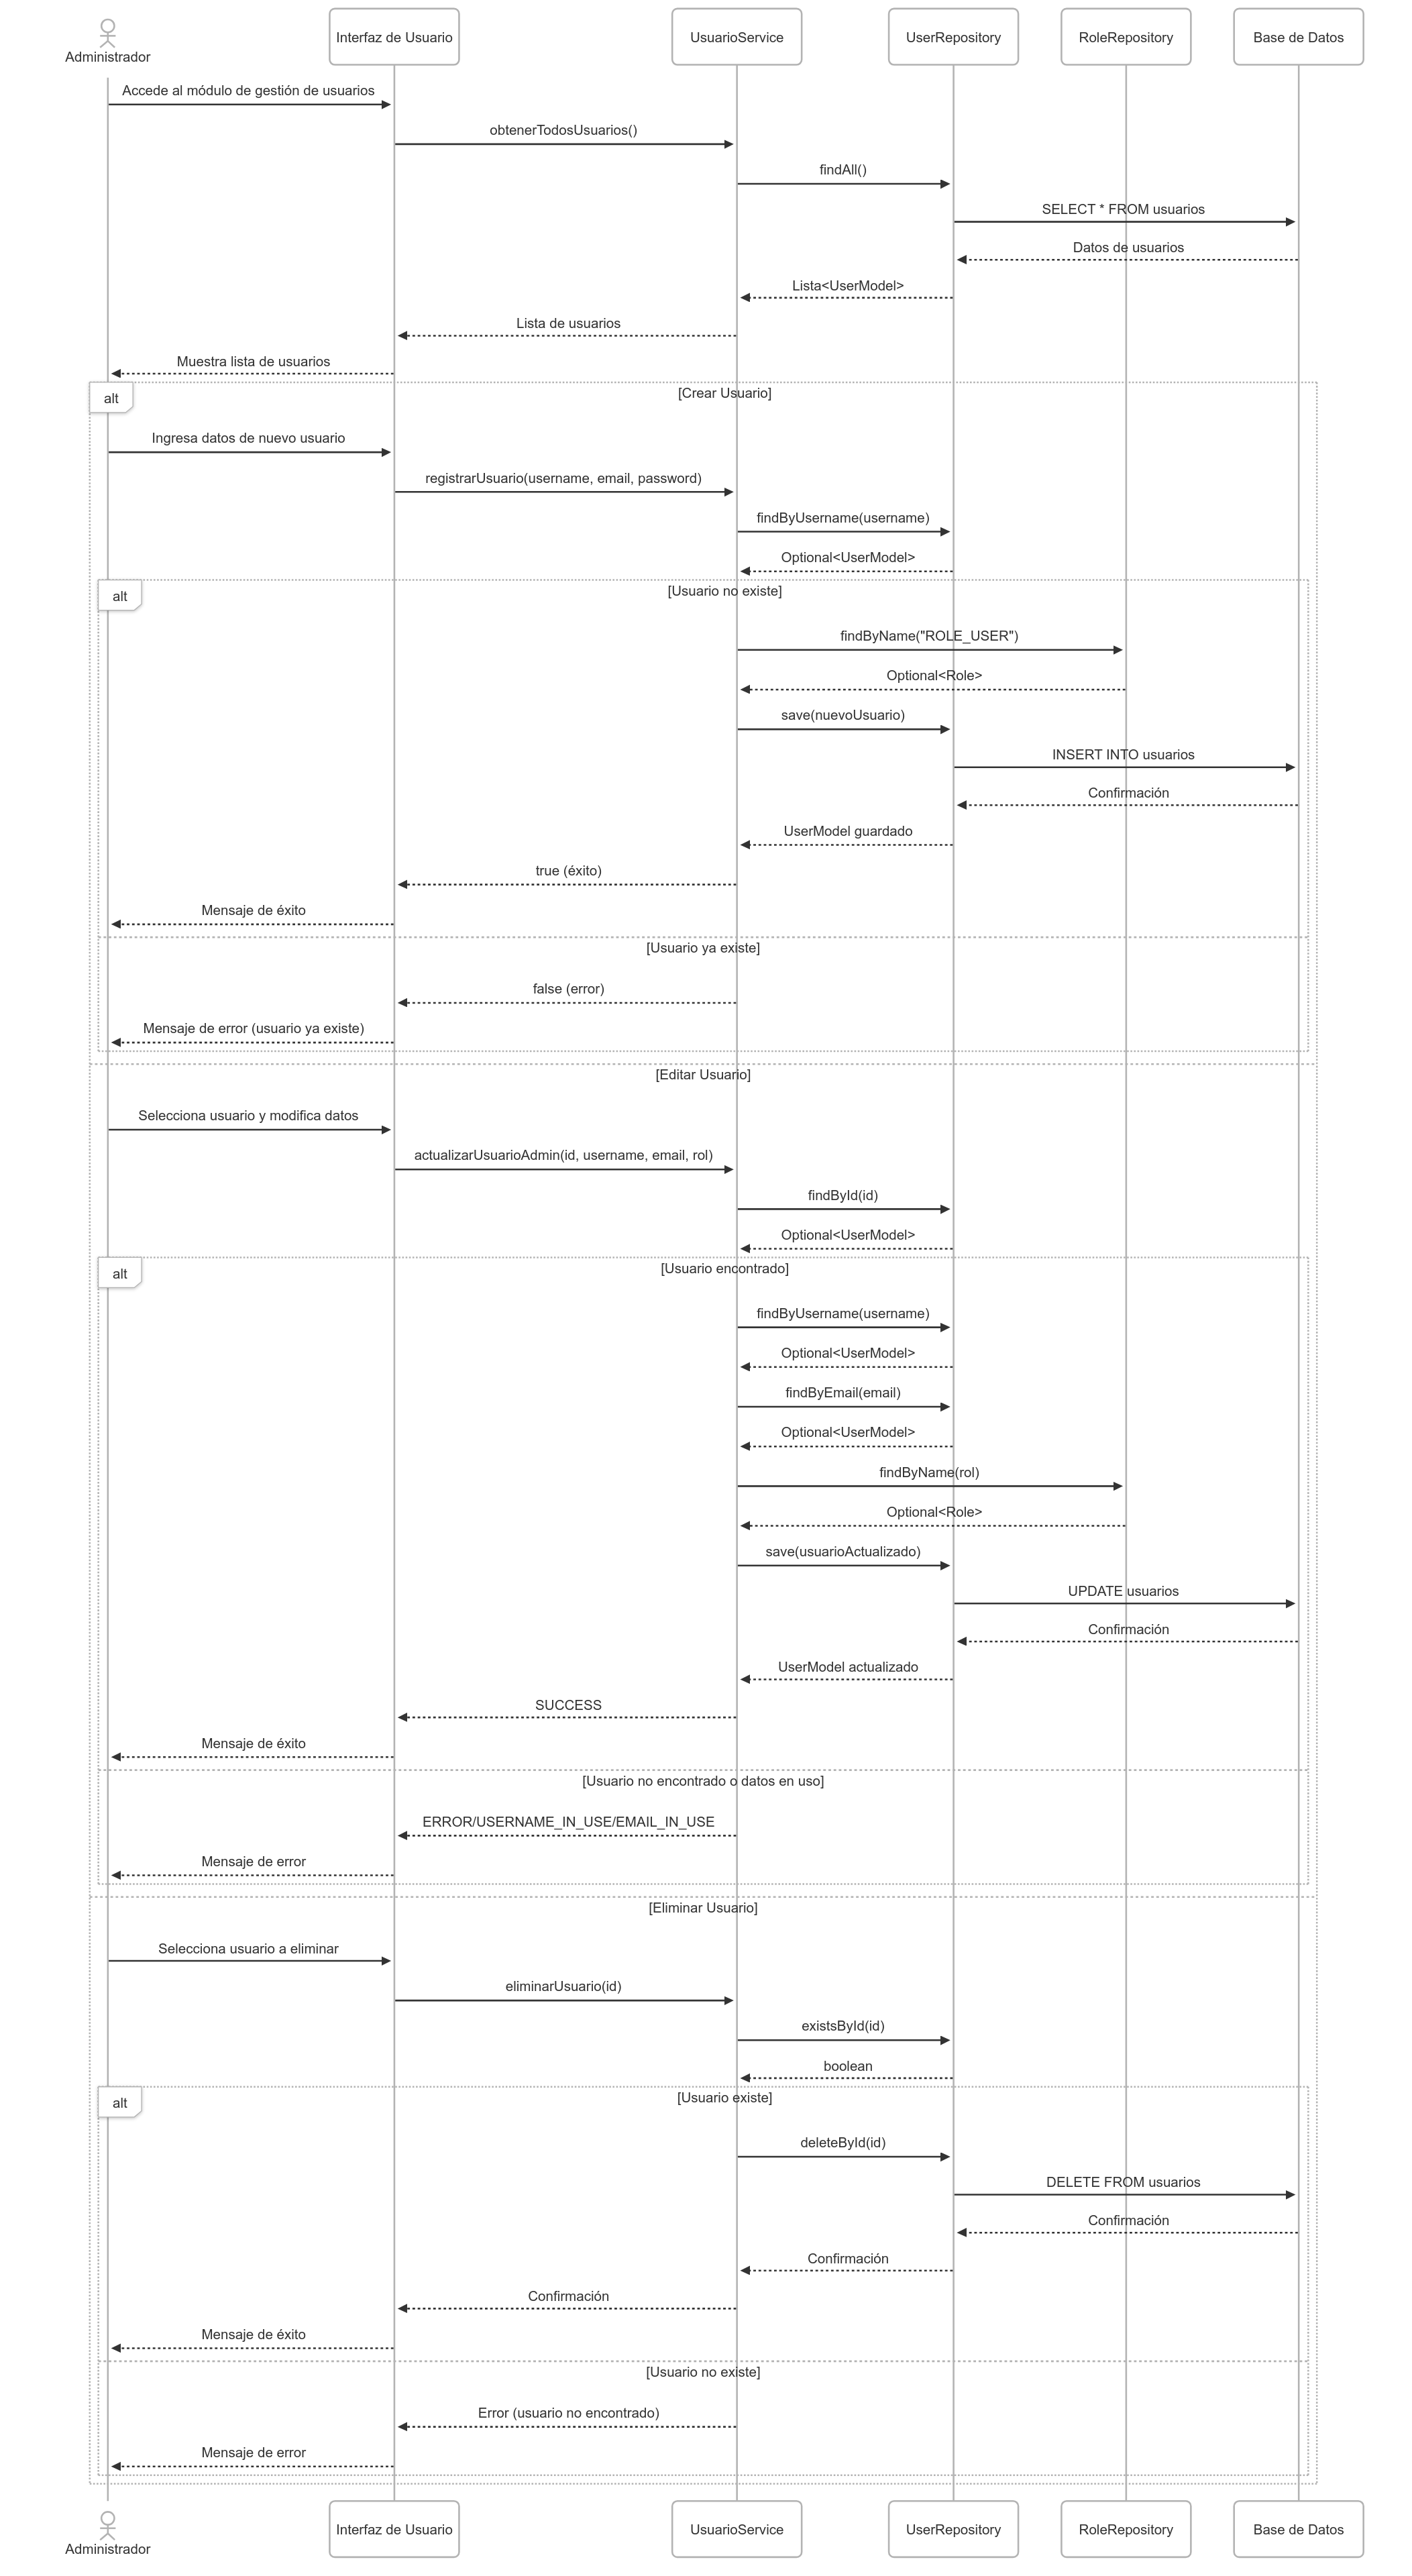 Administrador
Interfaz de Usuario
UsuarioService
UserRepository
RoleRepository
Base de Datos
Accede al módulo de gestión de usuarios
obtenerTodosUsuarios()
findAll()
SELECT * FROM usuarios
Datos de usuarios
Lista<UserModel>
Lista de usuarios
Muestra lista de usuarios
alt
[Crear Usuario]
Ingresa datos de nuevo usuario
registrarUsuario(username, email, password)
findByUsername(username)
Optional<UserModel>
alt
[Usuario no existe]
findByName("ROLE_USER")
Optional<Role>
save(nuevoUsuario)
INSERT INTO usuarios
Confirmación
UserModel guardado
true (éxito)
Mensaje de éxito
[Usuario ya existe]
false (error)
Mensaje de error (usuario ya existe)
[Editar Usuario]
Selecciona usuario y modifica datos
actualizarUsuarioAdmin(id, username, email, rol)
findById(id)
Optional<UserModel>
alt
[Usuario encontrado]
findByUsername(username)
Optional<UserModel>
findByEmail(email)
Optional<UserModel>
findByName(rol)
Optional<Role>
save(usuarioActualizado)
UPDATE usuarios
Confirmación
UserModel actualizado
SUCCESS
Mensaje de éxito
[Usuario no encontrado o datos en uso]
ERROR/USERNAME_IN_USE/EMAIL_IN_USE
Mensaje de error
[Eliminar Usuario]
Selecciona usuario a eliminar
eliminarUsuario(id)
existsById(id)
boolean
alt
[Usuario existe]
deleteById(id)
DELETE FROM usuarios
Confirmación
Confirmación
Confirmación
Mensaje de éxito
[Usuario no existe]
Error (usuario no encontrado)
Mensaje de error
Administrador
Interfaz de Usuario
UsuarioService
UserRepository
RoleRepository
Base de Datos